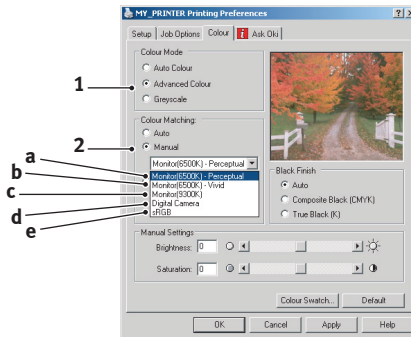 MY_PRINTER Printing Preferences
Setup
Job Options
Colour
Ask Oki
Colour Mode
Auto Colour
1
Advanced Colour
Greyscale
Colour Matching:
Auto
2
Manual
Monitor(6500K) - Perceptual
a
Monitor(6500K) - Perceptual
b
Monitor(6500K) - Vivid
c
Monitor(9300K)
d
Digital Camera
e
sRGB
Black Finish
Auto
Composite Black (CMYK)
True Black (K)
Manual Settings
Brightness: 0
Saturation: 0
Colour Swatch...
Default
OK
Cancel
Apply
Help